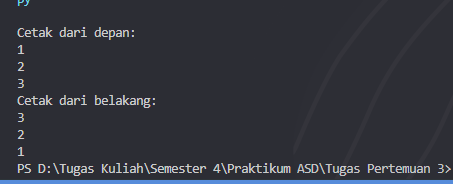 py
Cetak dari depan:
1
2
3
Cetak dari belakang:
3
2
1
PS D:\Tugas Kuliah\Semester 4\Praktikum ASD\Tugas Pertemuan 3>